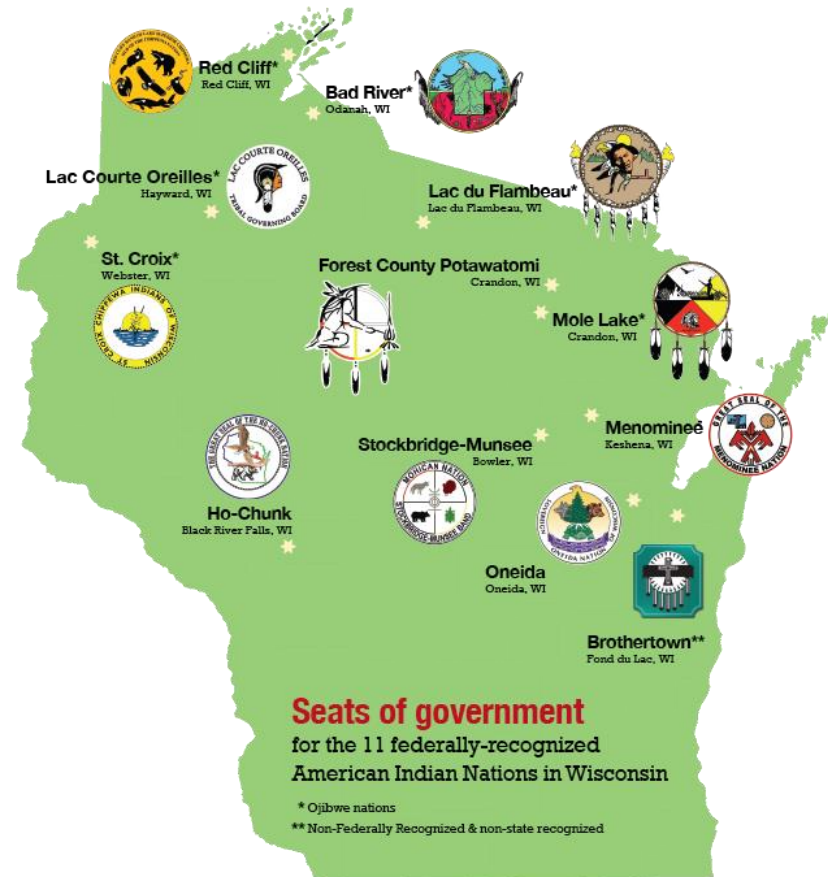 Red Cliff*
Red Cliff, WI
Bad River*
Odanah, WI
LAC COURTE OREILLES
TRIBAL GOVERNING BOARD
Lac Courte Oreilles*
Hayward, WI
Lac du Flambeau*
Lac du Flambeau, WI
St. Croix*
Webster, WI
ST. CROIX CHIPPEWA INDIANS OF WISCONSIN
Forest County Potawatomi
Crandon, WI
Mole Lake*
Crandon, WI
THE GREAT SEAL OF THE HO-CHUNK NATION
Ho-Chunk
Black River Falls, WI
Stockbridge-Munsee
Bowler, WI
MOHICAN NATION
STOCKBRIDGE-MUNSEE BAND
Menomineé
Keshena, WI
GREAT SEAL OF THE
MENOMINEE NATION
SOVEREIGN
ONEIDA NATION
OF WISCONSIN
Oneida
Oneida, WI
Brothertown**
Fond du Lac, WI
Seats of government
for the 11 federally-recognized
American Indian Nations in Wisconsin
* Ojibwe nations
** Non-Federally Recognized & non-state recognized